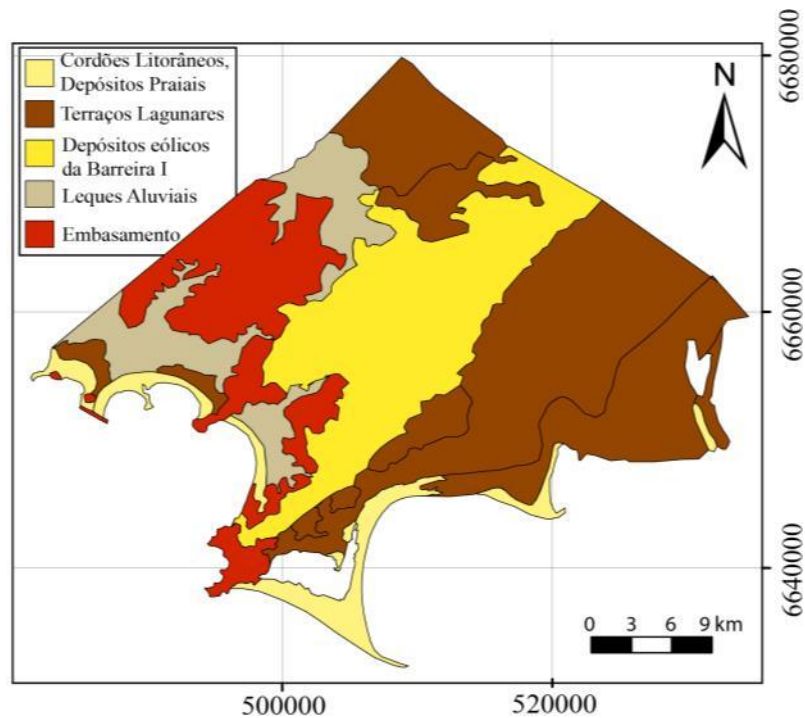 Cordões Litorâneos,
Depósitos Praiais
Terraços Lagunares
Depósitos eólicos
da Barreira I
Leques Aluviais
Embasamento
N
6680000
6660000
6640000
0 3 6 9 km
500000 520000